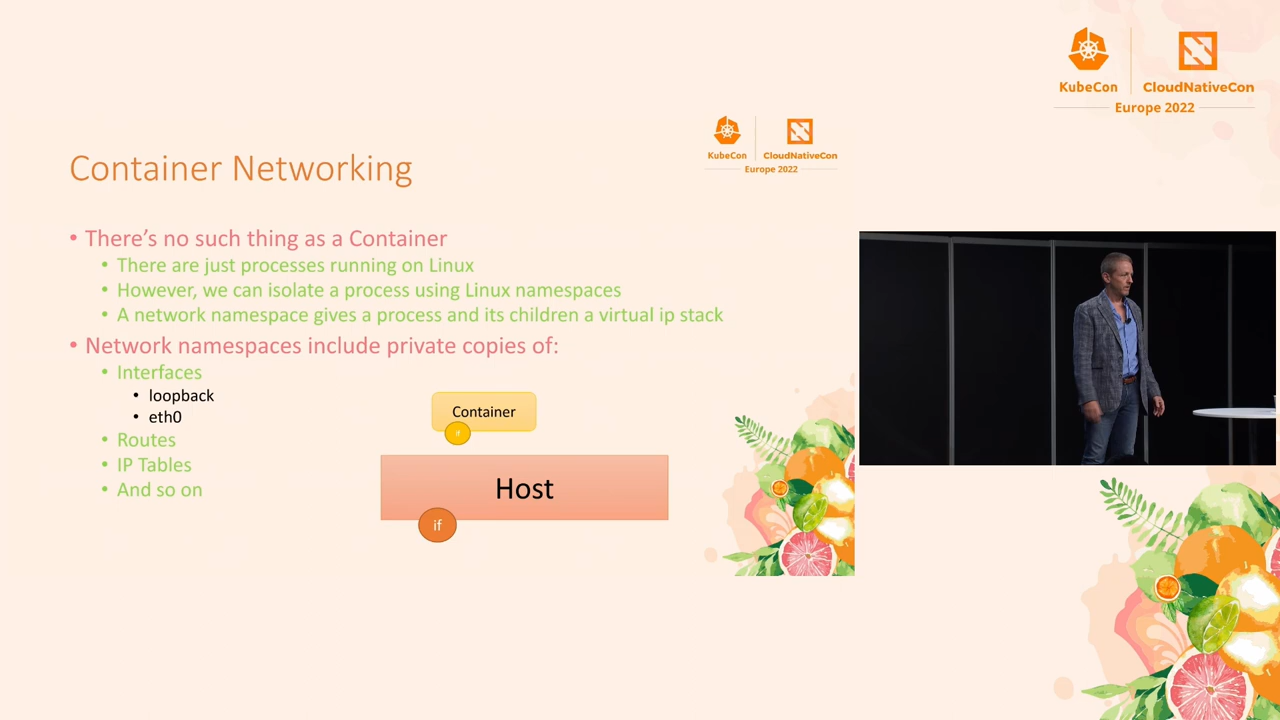 KubeCon
CloudNativeCon
Europe 2022
KubeCon
CloudNativeCon
Europe 2022
Container Networking
• There’s no such thing as a Container
• There are just processes running on Linux
• However, we can isolate a process using Linux namespaces
• A network namespace gives a process and its children a virtual ip stack
• Network namespaces include private copies of:
• Interfaces
• loopback
• eth0
• Routes
• IP Tables
• And so on
Container
if
Host
if